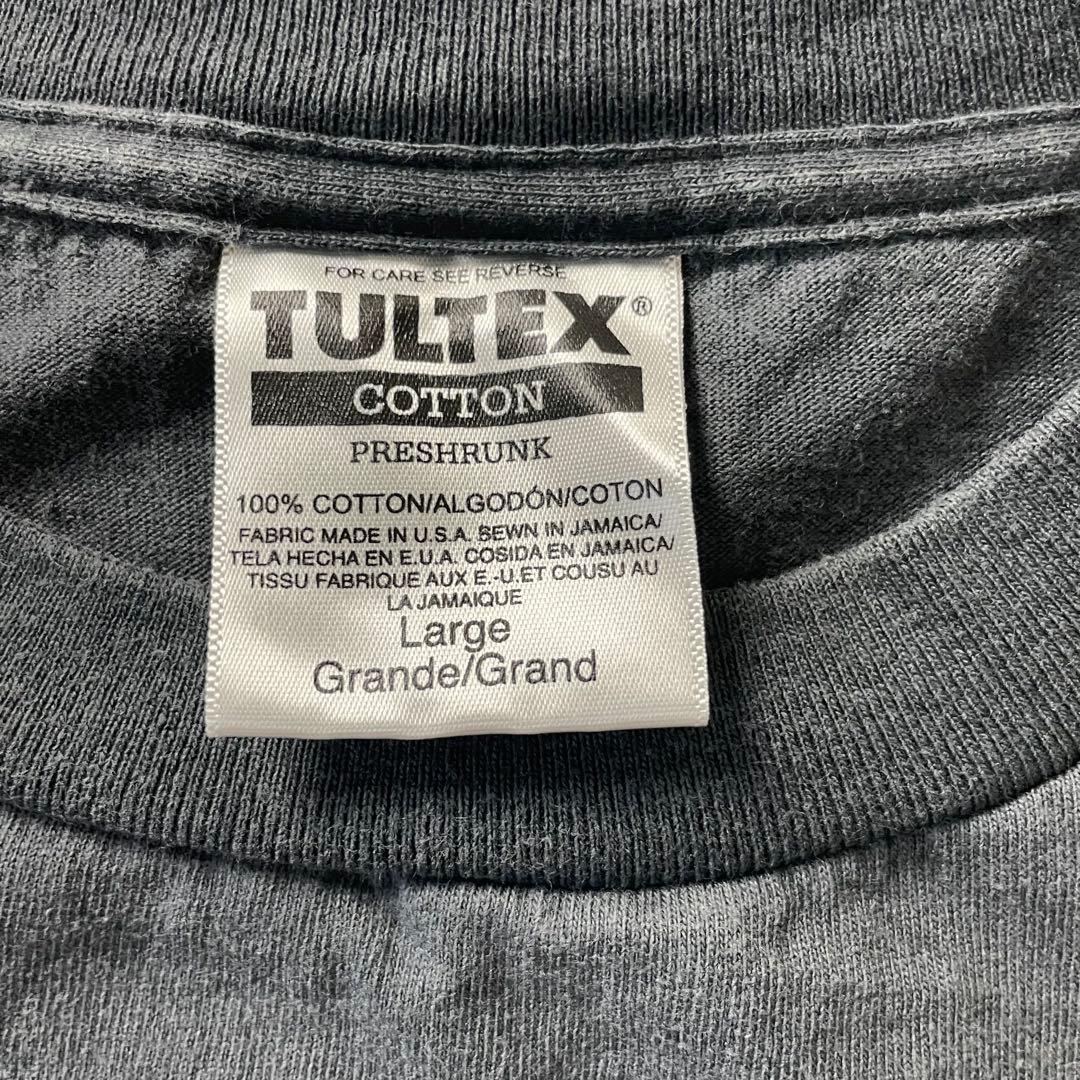 FOR CARE SEE REVERSE
TULTEX®
COTTON
PRESHRUNK
100% COTTON/ALGODÓN/COTON
FABRIC MADE IN U.S.A. SEWN IN JAMAICA/
TELA HECHA EN E.U.A. COSIDA EN JAMAICA/
TISSU FABRIQUE AUX E.-U.ET COUSU AU
LA JAMAIQUE
Large
Grande/Grand